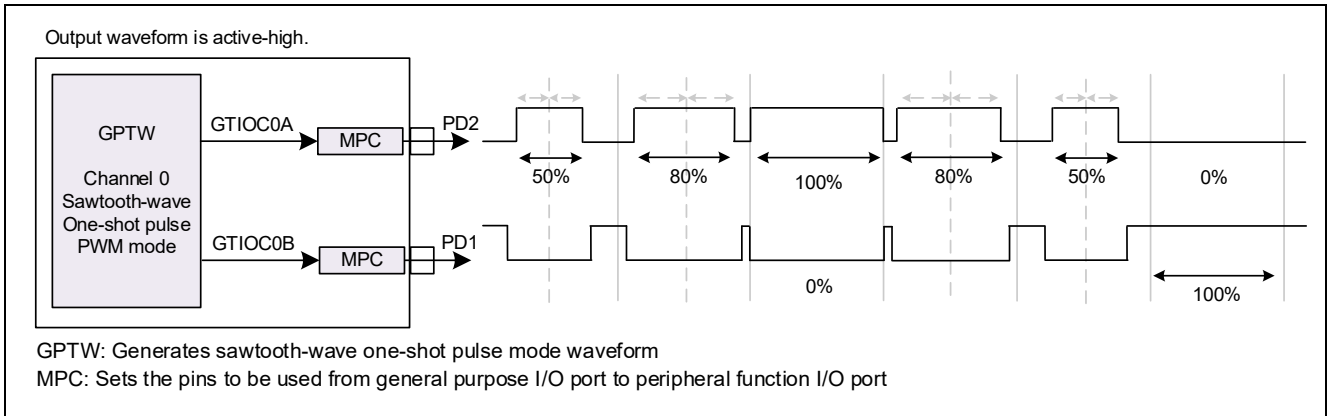 Output waveform is active-high.
GPTW
Channel 0
Sawtooth-wave
One-shot pulse
PWM mode
GTIOC0A
MPC
PD2
50%
80%
100%
80%
50%
0%
GTIOC0B
MPC
PD1
0%
100%
GPTW: Generates sawtooth-wave one-shot pulse mode waveform
MPC: Sets the pins to be used from general purpose I/O port to peripheral function I/O port